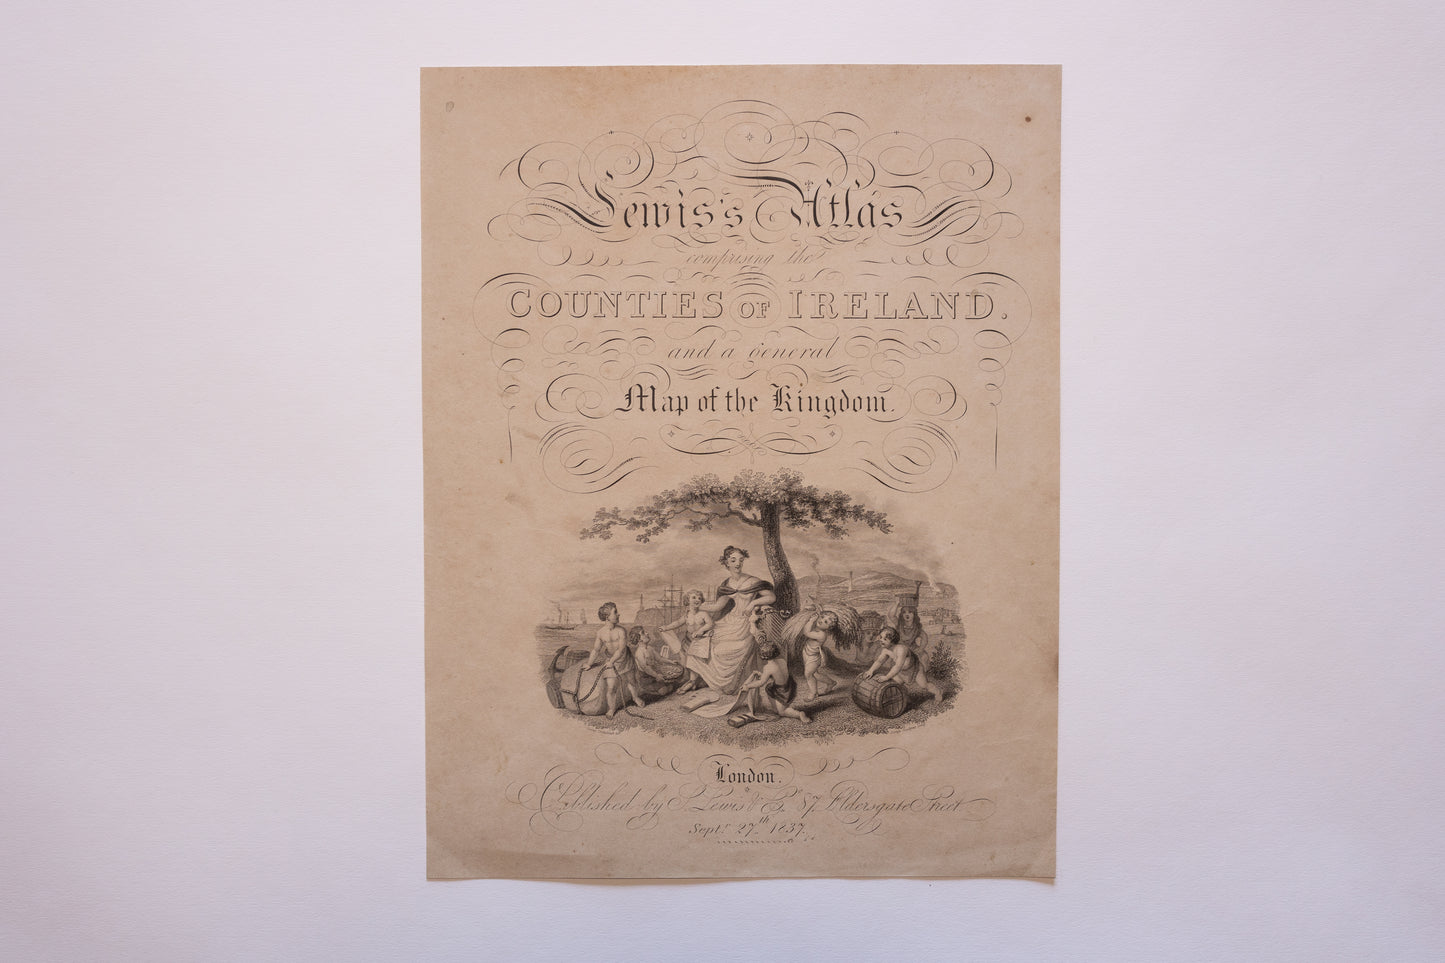 Lewis's Atlas
comprising the
COUNTIES OF IRELAND.
and a general
Map of the Kingdom.
London.
Published by S. Lewis & Co. 87, Aldersgate Street.
Septr. 27th 1837.